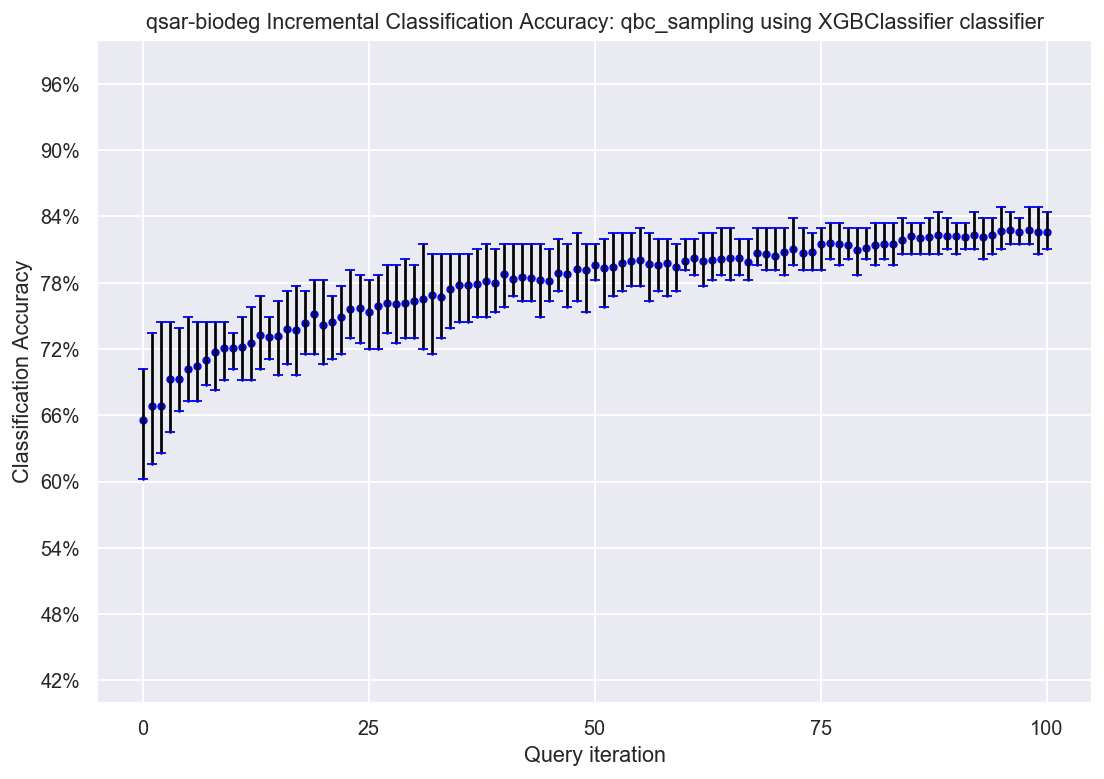 qsar-biodeg Incremental Classification Accuracy: qbc_sampling using XGBClassifier classifier
Classification Accuracy
96%
90%
84%
78%
72%
66%
60%
54%
48%
42%
0 25 50 75 100
Query iteration